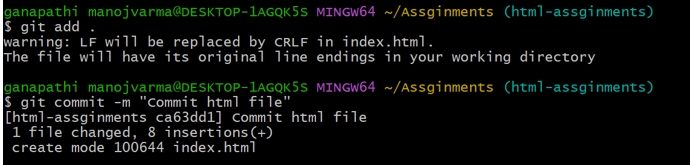 ganapathi manojvarma@DESKTOP-1AGQK5S MINGW64 ~/Assginments (html-assginments)
$ git add .
warning: LF will be replaced by CRLF in index.html.
The file will have its original line endings in your working directory
ganapathi manojvarma@DESKTOP-1AGQK5S MINGW64 ~/Assginments (html-assginments)
$ git commit -m "Commit html file"
[html-assginments ca63dd1] Commit html file
1 file changed, 8 insertions(+)
create mode 100644 index.html